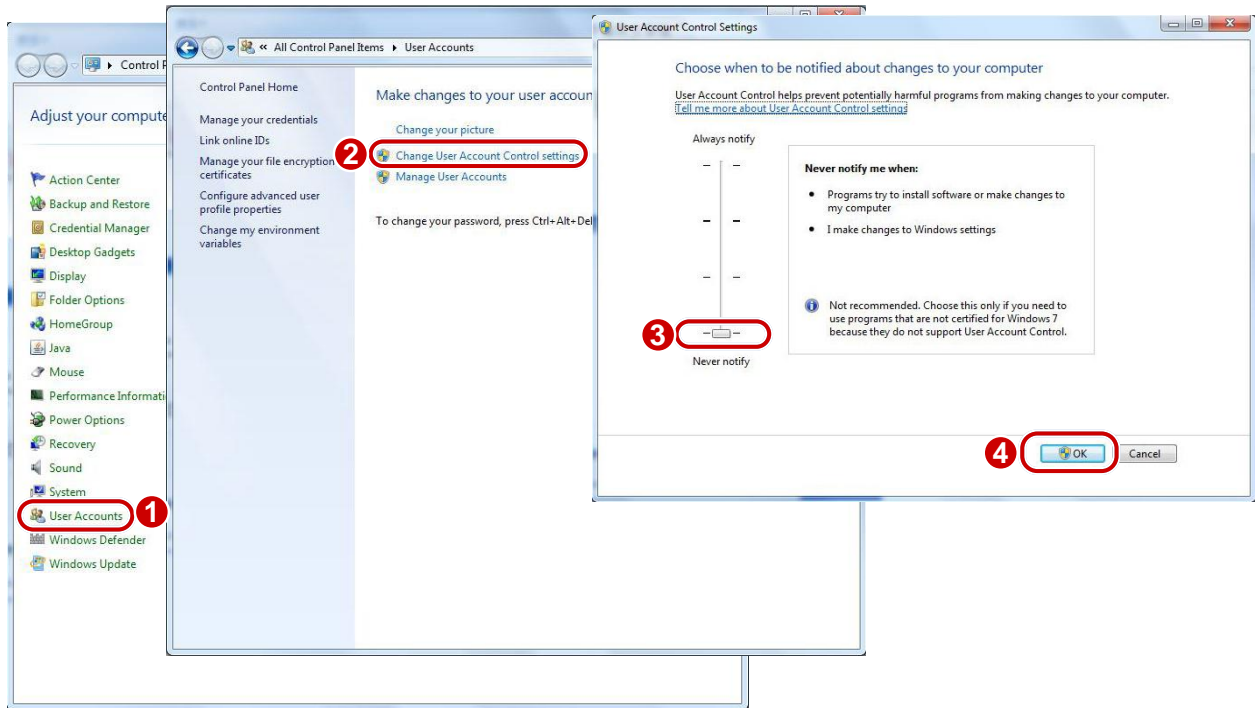 Control P
Adjust your compute
Action Center
Backup and Restore
Credential Manager
Desktop Gadgets
Display
Folder Options
HomeGroup
Java
Mouse
Performance Informati
Power Options
Recovery
Sound
System
User Accounts
1
Windows Defender
Windows Update
« All Control Panel Items ▸ User Accounts
Control Panel Home
Manage your credentials
Link online IDs
Manage your file encryption
certificates
Configure advanced user
profile properties
Change my environment
variables
Make changes to your user accoun
Change your picture
2
Change User Account Control settings
Manage User Accounts
To change your password, press Ctrl+Alt+Del
User Account Control Settings
Choose when to be notified about changes to your computer
User Account Control helps prevent potentially harmful programs from making changes to your computer.
Tell me more about User Account Control settings
Always notify
3
Never notify
Never notify me when:
• Programs try to install software or make changes to
my computer
• I make changes to Windows settings
Not recommended. Choose this only if you need to
use programs that are not certified for Windows 7
because they do not support User Account Control.
4
OK
Cancel